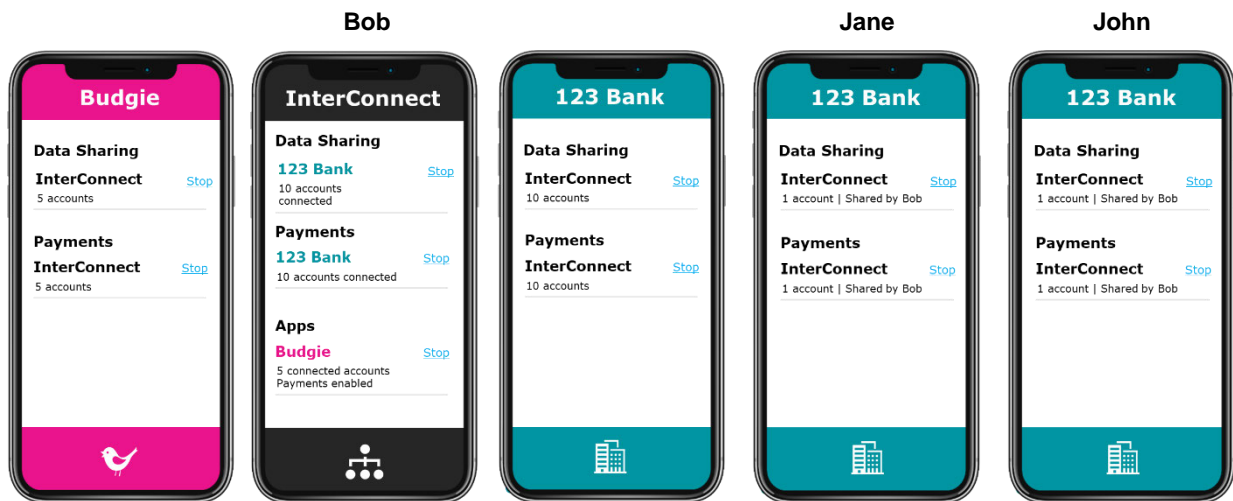 Bob
Jane
John
Budgie
Data Sharing
InterConnect Stop
5 accounts
Payments
InterConnect Stop
5 accounts
InterConnect
Data Sharing
123 Bank Stop
10 accounts
connected
Payments
123 Bank Stop
10 accounts connected
Apps
Budgie Stop
5 connected accounts
Payments enabled
123 Bank
Data Sharing
InterConnect Stop
10 accounts
Payments
InterConnect Stop
10 accounts
123 Bank
Data Sharing
InterConnect Stop
1 account | Shared by Bob
Payments
InterConnect Stop
1 account | Shared by Bob
123 Bank
Data Sharing
InterConnect Stop
1 account | Shared by Bob
Payments
InterConnect Stop
1 account | Shared by Bob